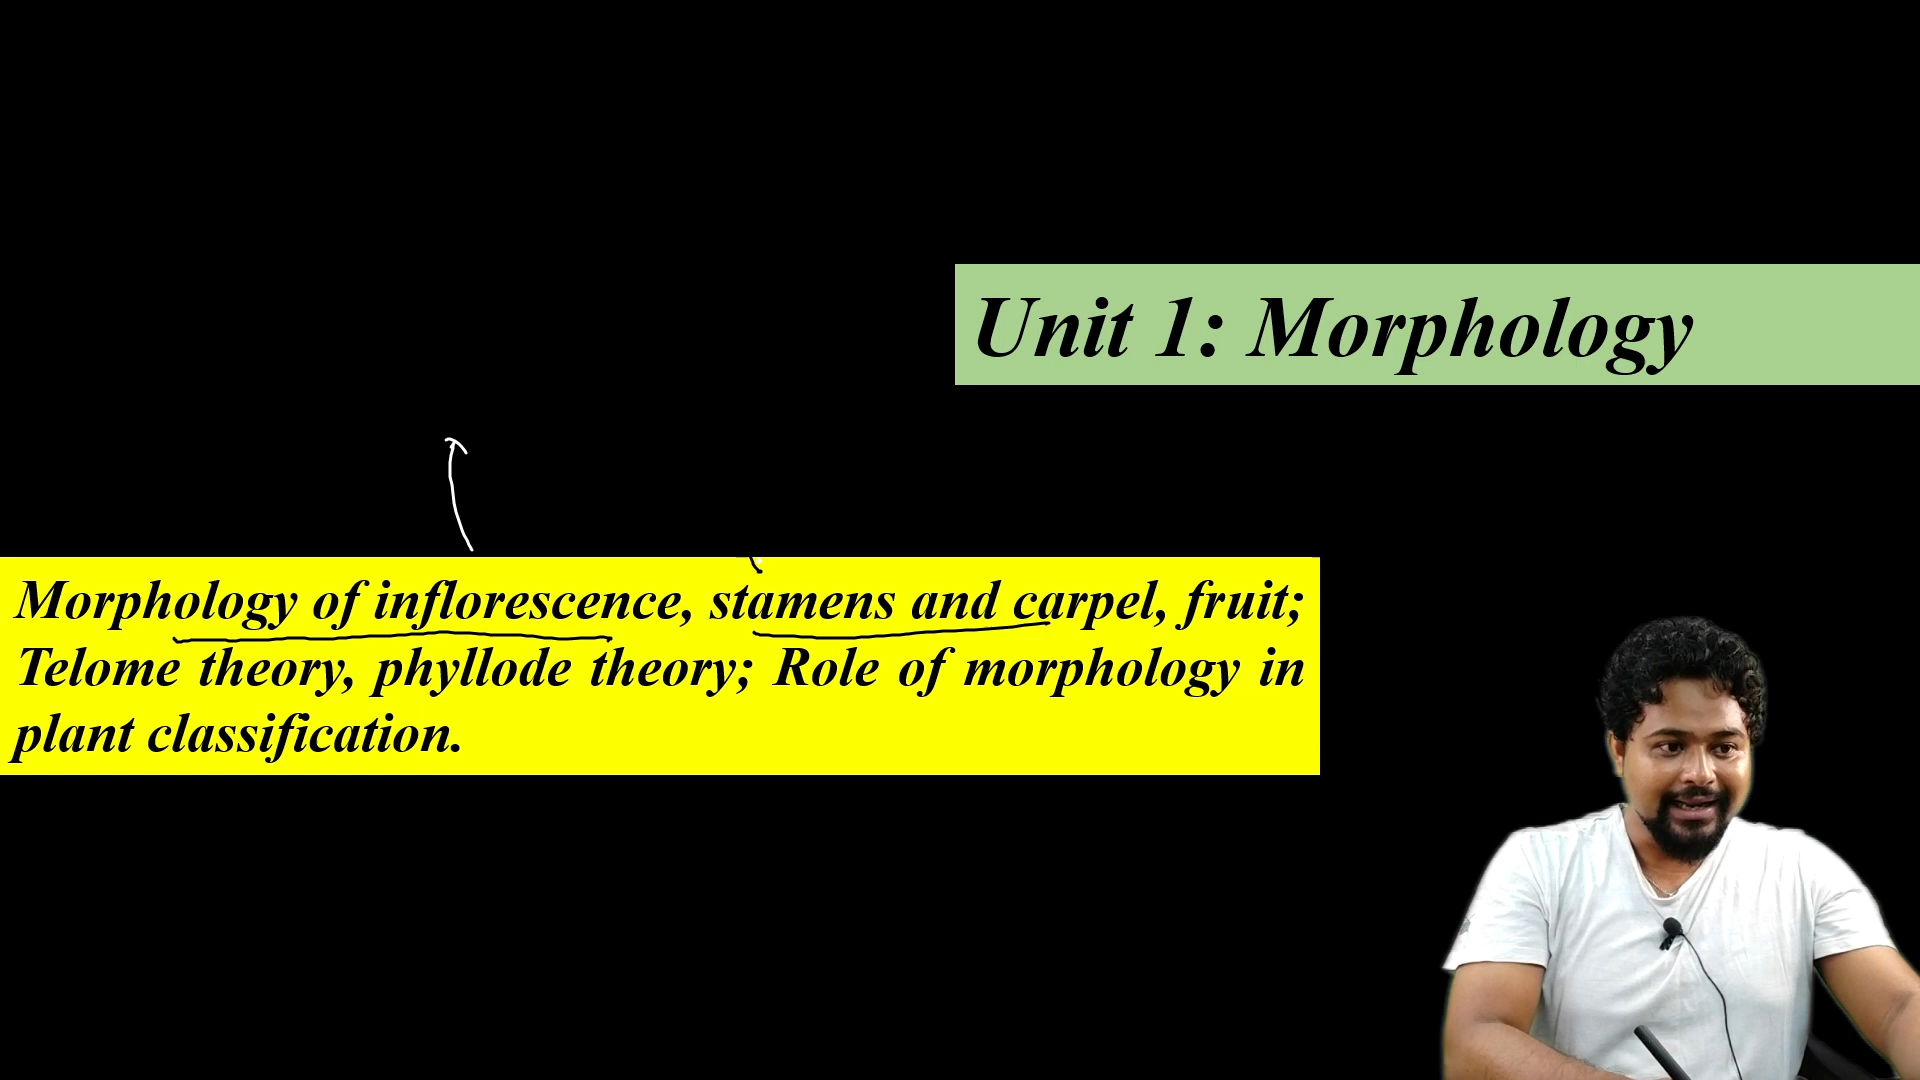 Unit 1: Morphology
Morphology of inflorescence, stamens and carpel, fruit;
Telome theory, phyllode theory; Role of morphology in
plant classification.